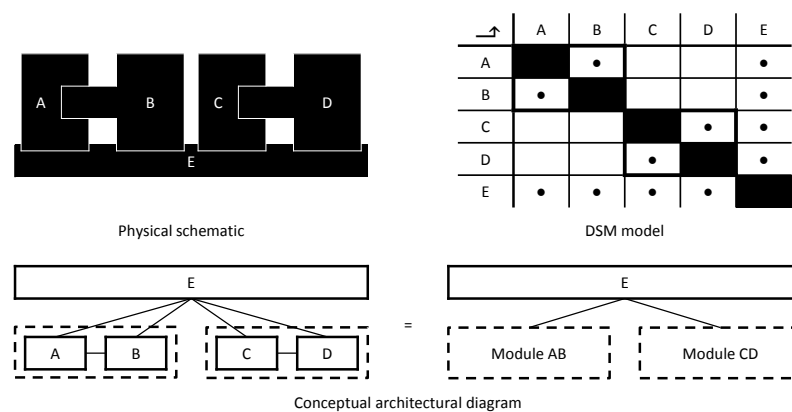 A B C D
E
A B C D E
A •  •
B •  •
C •  •
D •  •
E • • • •
Physical schematic
DSM model
E
A B C D
=
E
Module AB Module CD
Conceptual architectural diagram